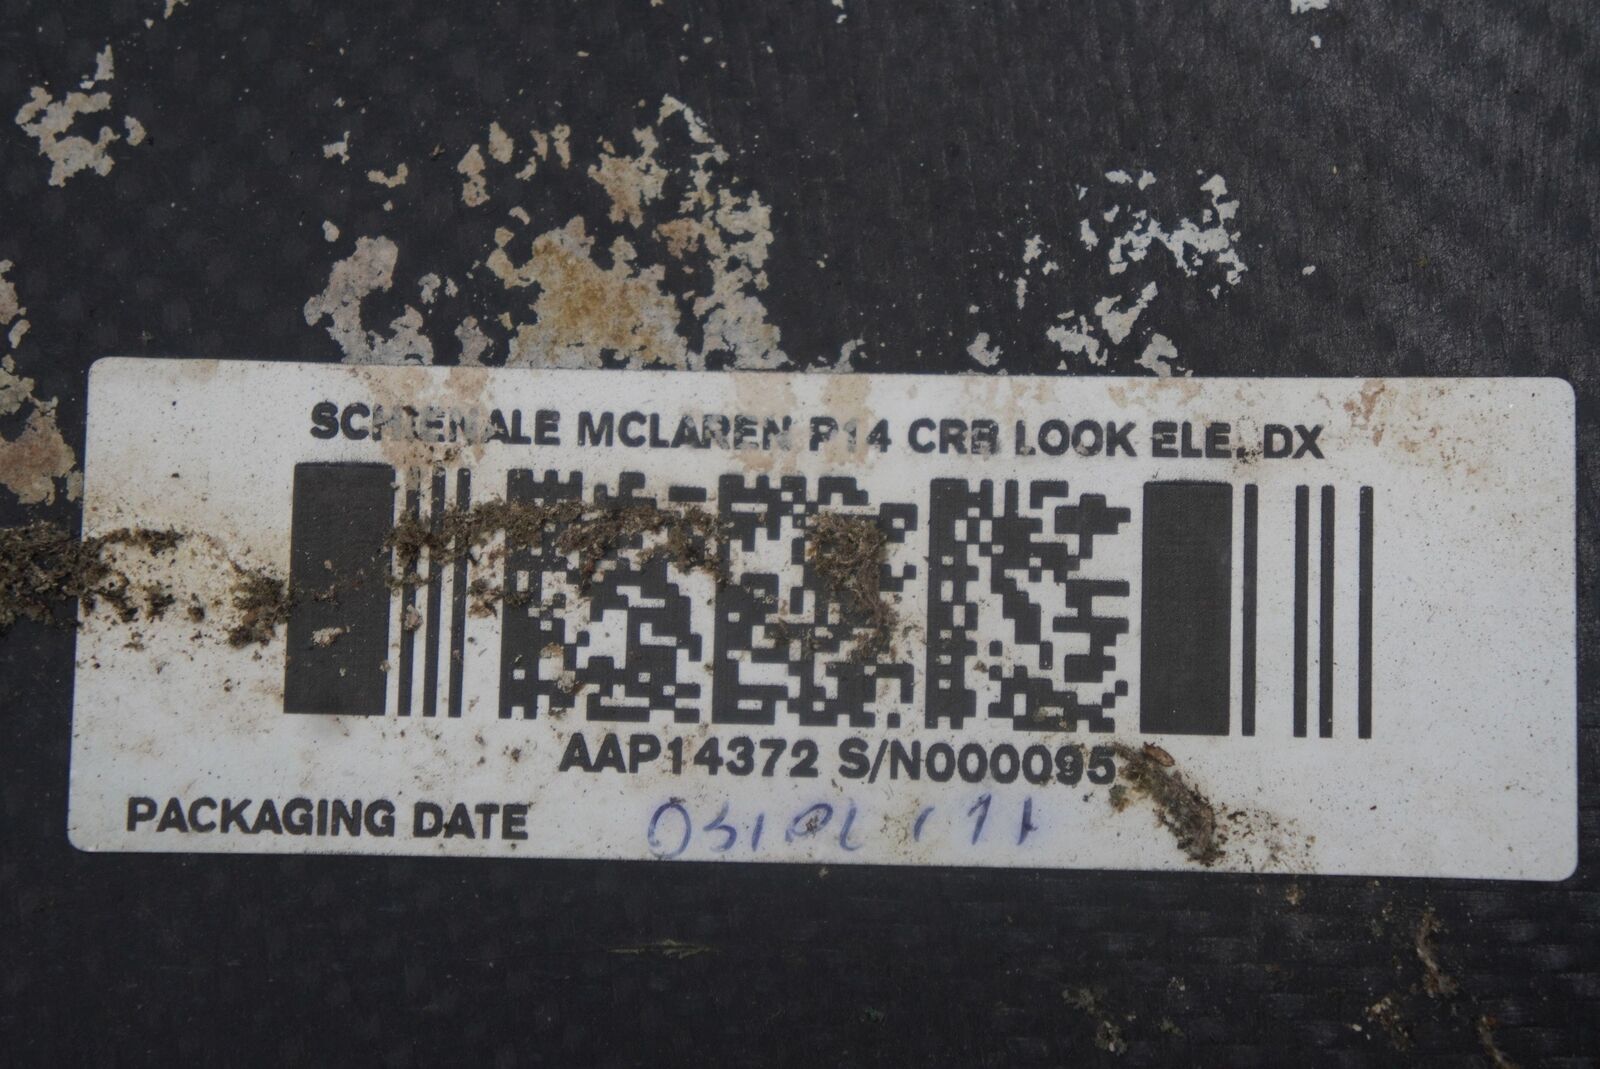 SCHIENALE MCLAREN P14 CRB LOOK ELE. DX
AAP14372 S/N000095
PACKAGING DATE